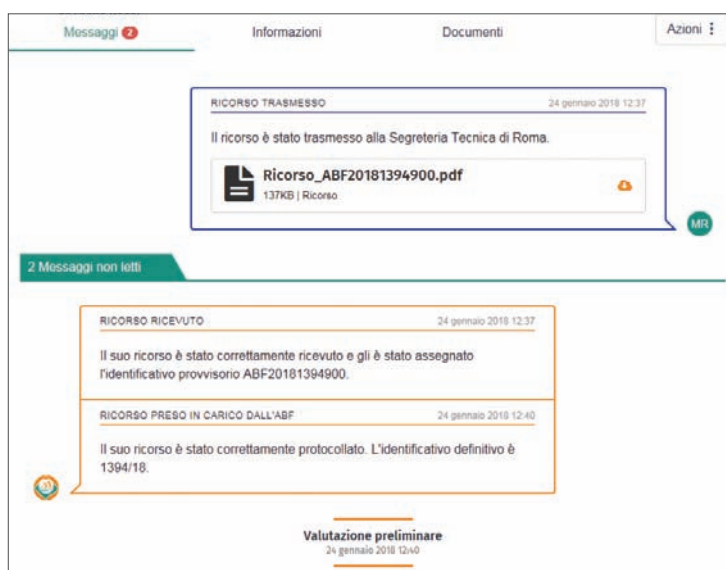 Messaggi 2 Informazioni Documenti Azioni
RICORSO TRASMESSO 24 gennaio 2018 12:37
Il ricorso è stato trasmesso alla Segreteria Tecnica di Roma.
Ricorso_ABF20181394900.pdf
137KB | Ricorso
MR
2 Messaggi non letti
RICORSO RICEVUTO 24 gennaio 2018 12:37
Il suo ricorso è stato correttamente ricevuto e gli è stato assegnato
l'identificativo provvisorio ABF20181394900.
RICORSO PRESO IN CARICO DALL'ABF 24 gennaio 2018 12:40
Il suo ricorso è stato correttamente protocollato. L'identificativo definitivo è
1394/18.
Valutazione preliminare
24 gennaio 2018 12:40